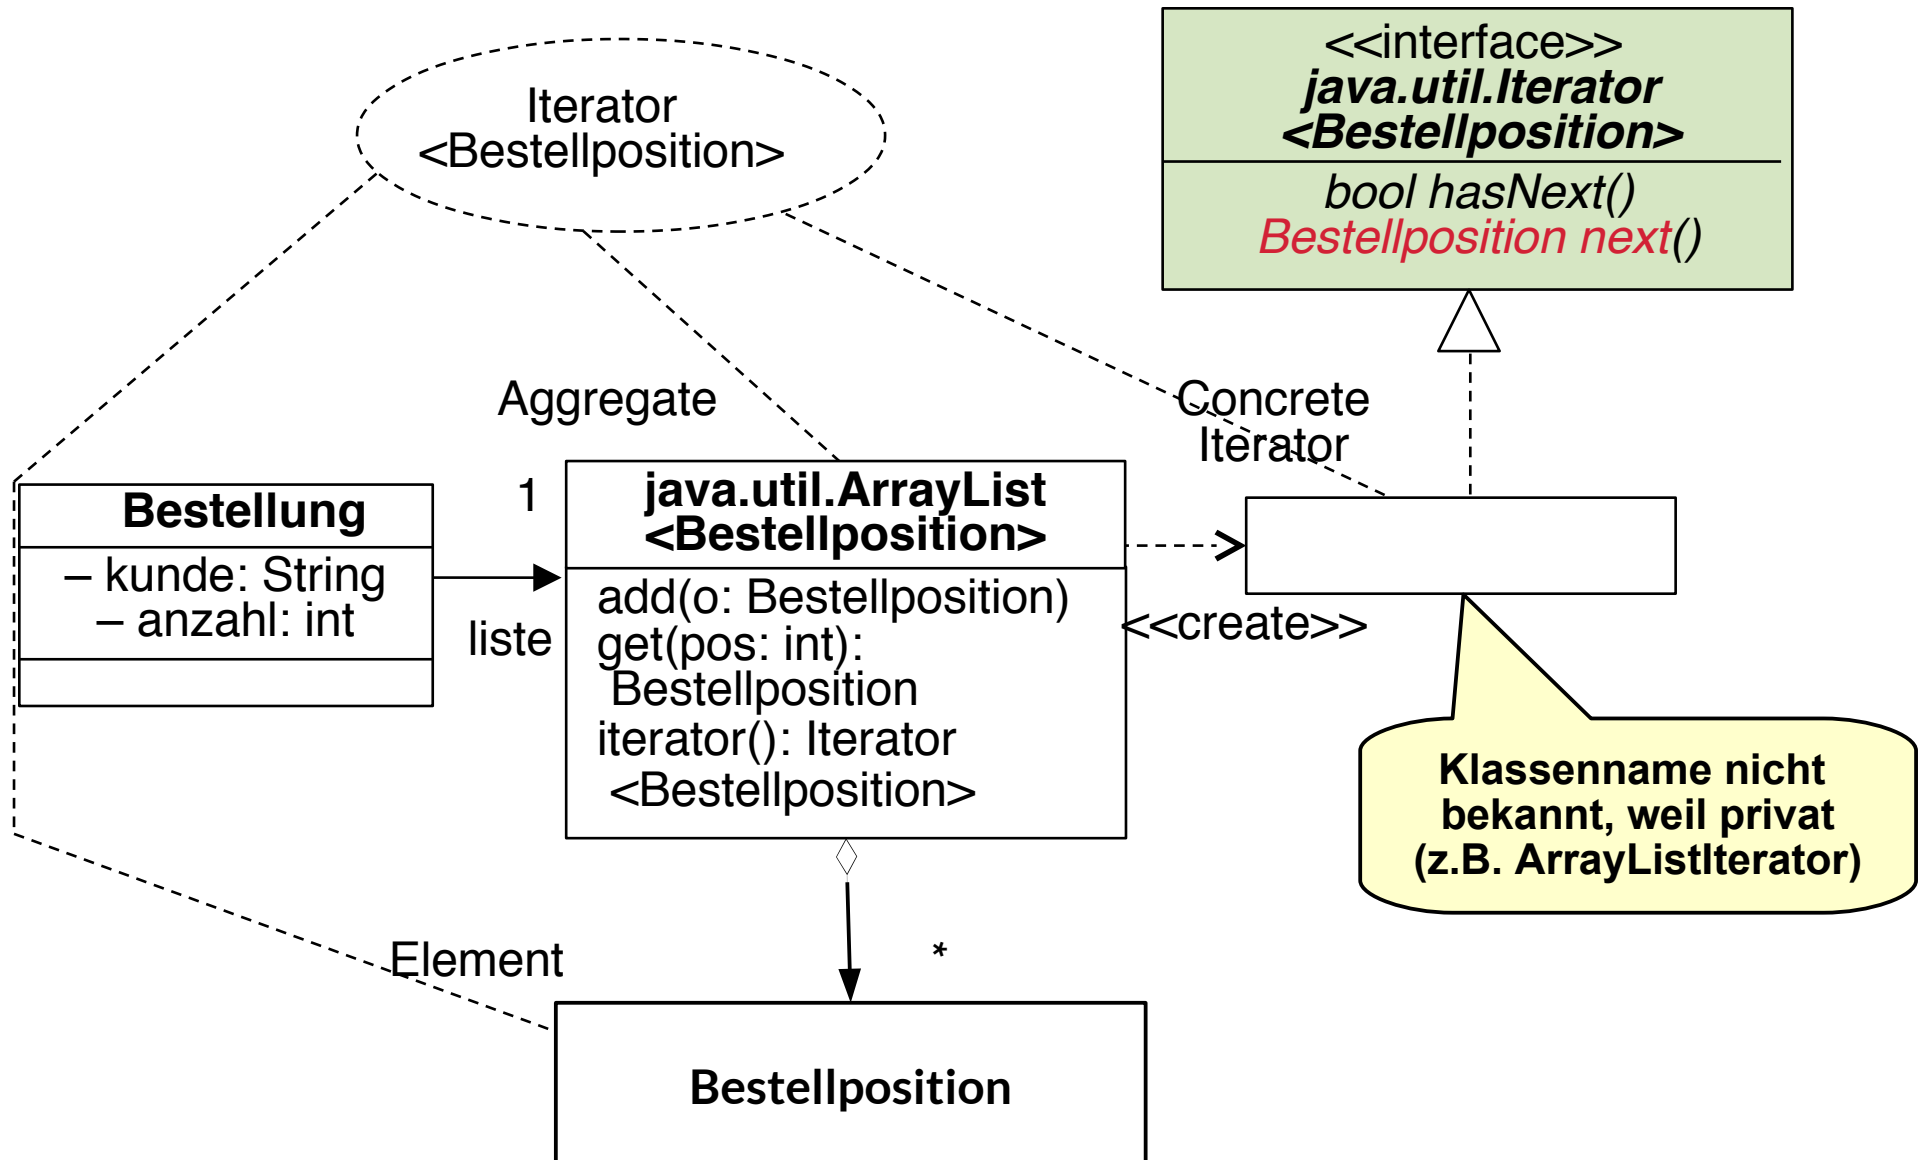 Iterator
<Bestellposition>
<<interface>>
java.util.Iterator
<Bestellposition>
bool hasNext()
Bestellposition next()
Aggregate
Concrete
Iterator
Bestellung
– kunde: String
– anzahl: int
1
liste
java.util.ArrayList
<Bestellposition>
add(o: Bestellposition)
get(pos: int):
Bestellposition
iterator(): Iterator
<Bestellposition>
<<create>>
Klassenname nicht
bekannt, weil privat
(z.B. ArrayListIterator)
Element
*
Bestellposition